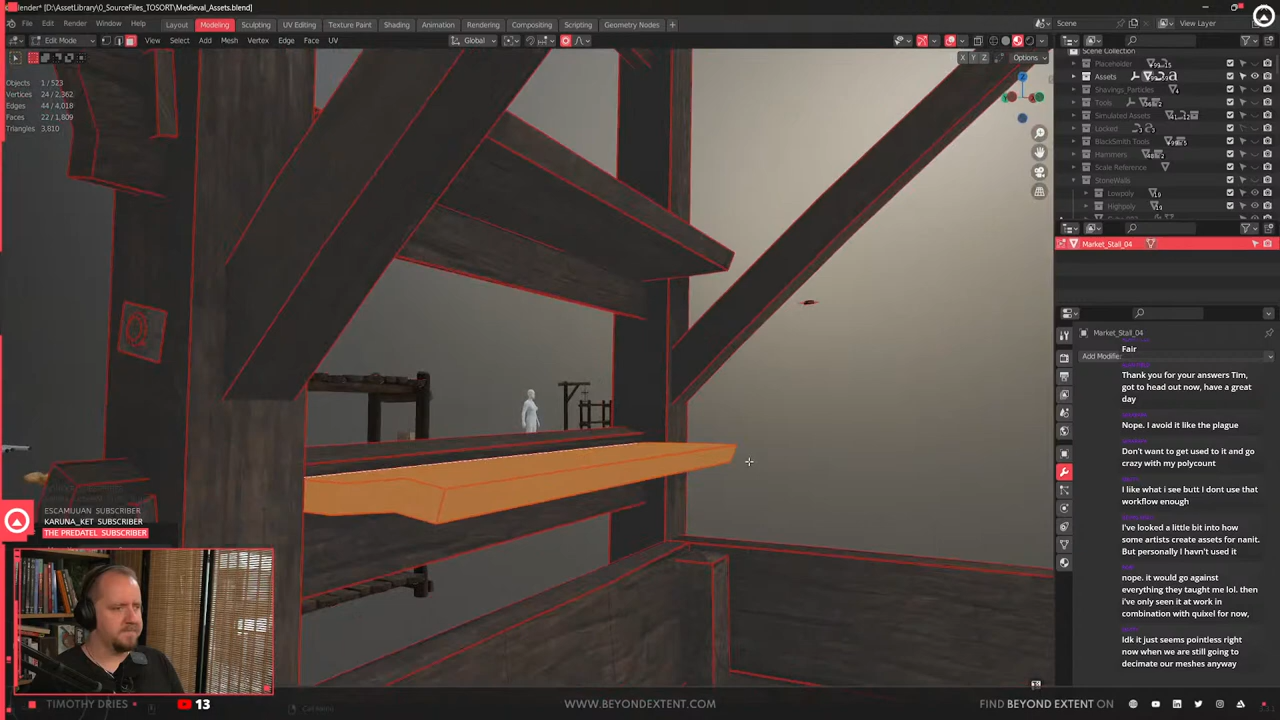 ender* [D:\AssetLibrary\0_SourceFiles_TOSORT\Medieval_Assets.blend]
File Edit Render Window Help Layout Modeling Sculpting UV Editing Texture Paint Shading Animation Rendering Compositing Scripting Geometry Nodes +
Scene
View Layer
Edit Mode View Select Add Mesh Vertex Edge Face UV
Global
X Y Z Options
Objects 1 / 523
Vertices 24 / 2,362
Edges 44 / 4,018
Faces 22 / 1,809
Triangles 3,810
Scene Collection
Placeholder
Assets
Shavings_Particles
Tools
Simulated Assets
Locked
BlackSmith Tools
Hammers
Scale Reference
StoneWalls
Lowpoly
Highpoly
Market_Stall_04
Market_Stall_04
Add Modifie
Fair
Thank you for your answers Tim,
got to head out now, have a great
day
Nope. I avoid it like the plague
Don't want to get used to it and go
crazy with my polycount
I like what i see butt I dont use that
workflow enough
I've looked a little bit into how
some artists create assets for nanit.
But personally I havn't used it
nope. it would go against
everything they taught me lol. then
i've only seen it at work in
combination with quixel for now,
Idk it just seems pointless right
now when we are still going to
decimate our meshes anyway
ESCAMUJAN SUBSCRIBER
KARUNA_KET SUBSCRIBER
THE PREDATEL SUBSCRIBER
TIMOTHY DRIES
13
WWW.BEYONDEXTENT.COM
FIND BEYOND EXTENT ON